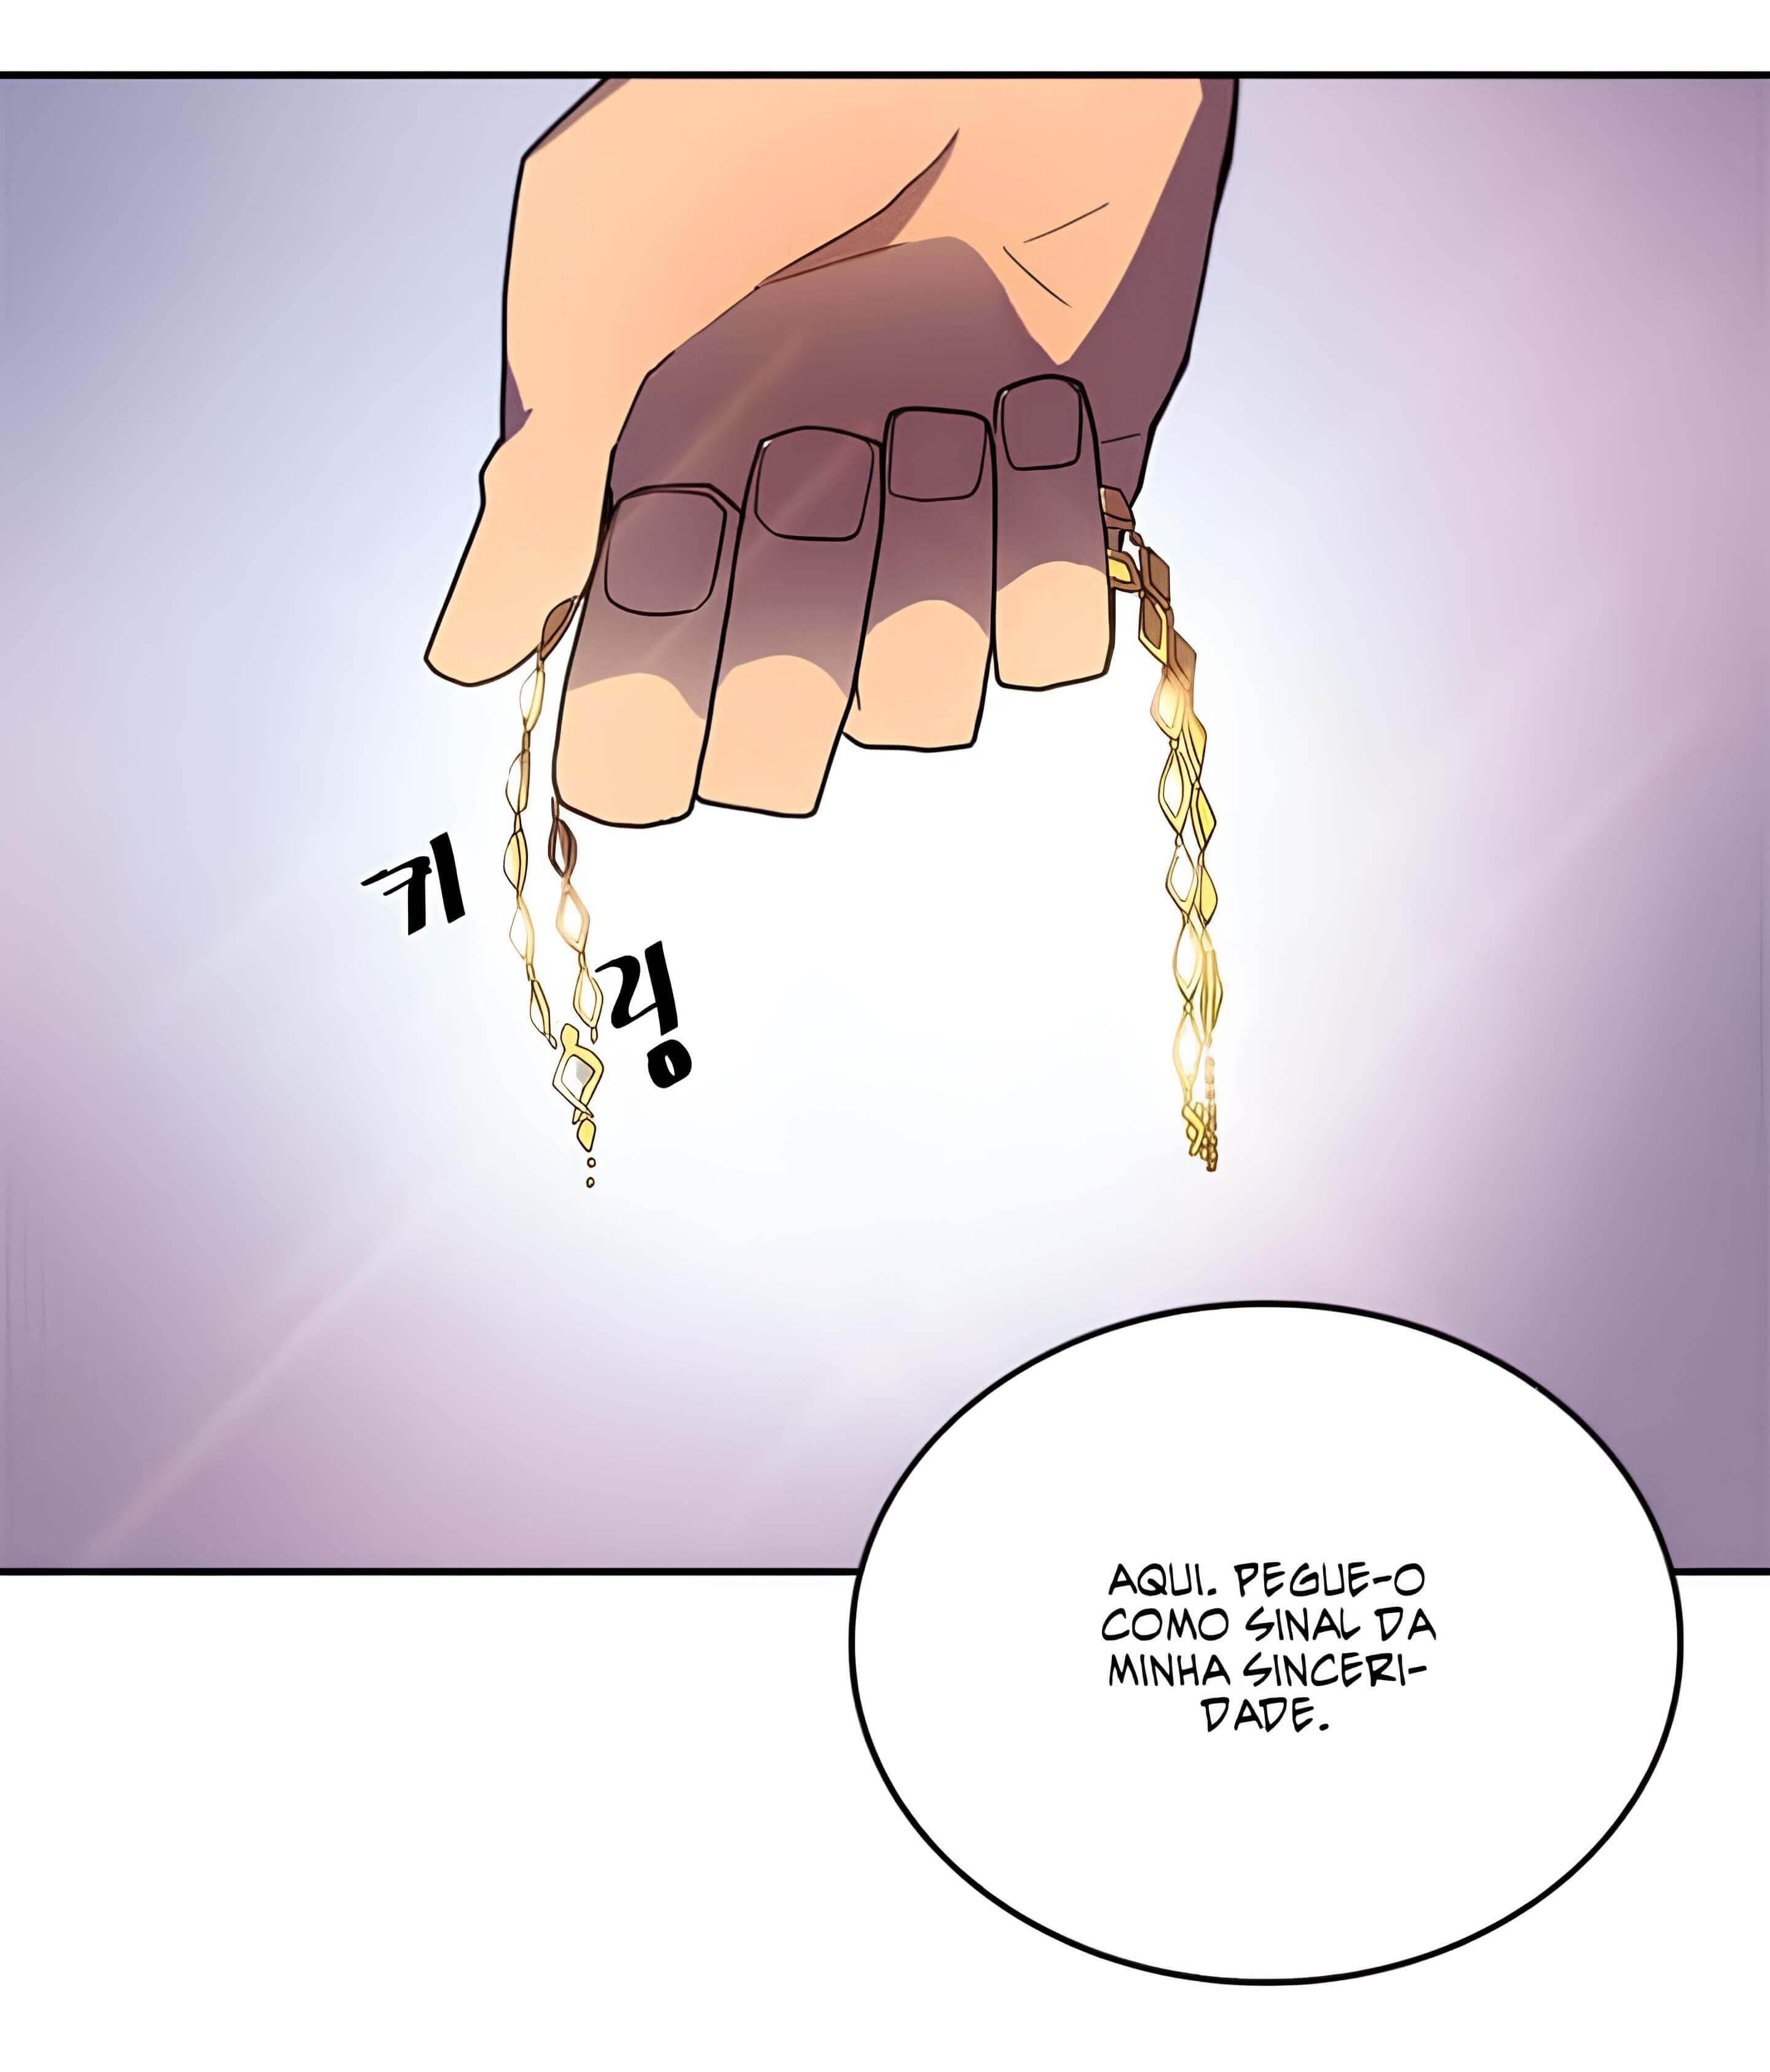 키
링
AQUI. PEGUE-O
COMO SINAL DA
MINHA SINCERI-
DADE.